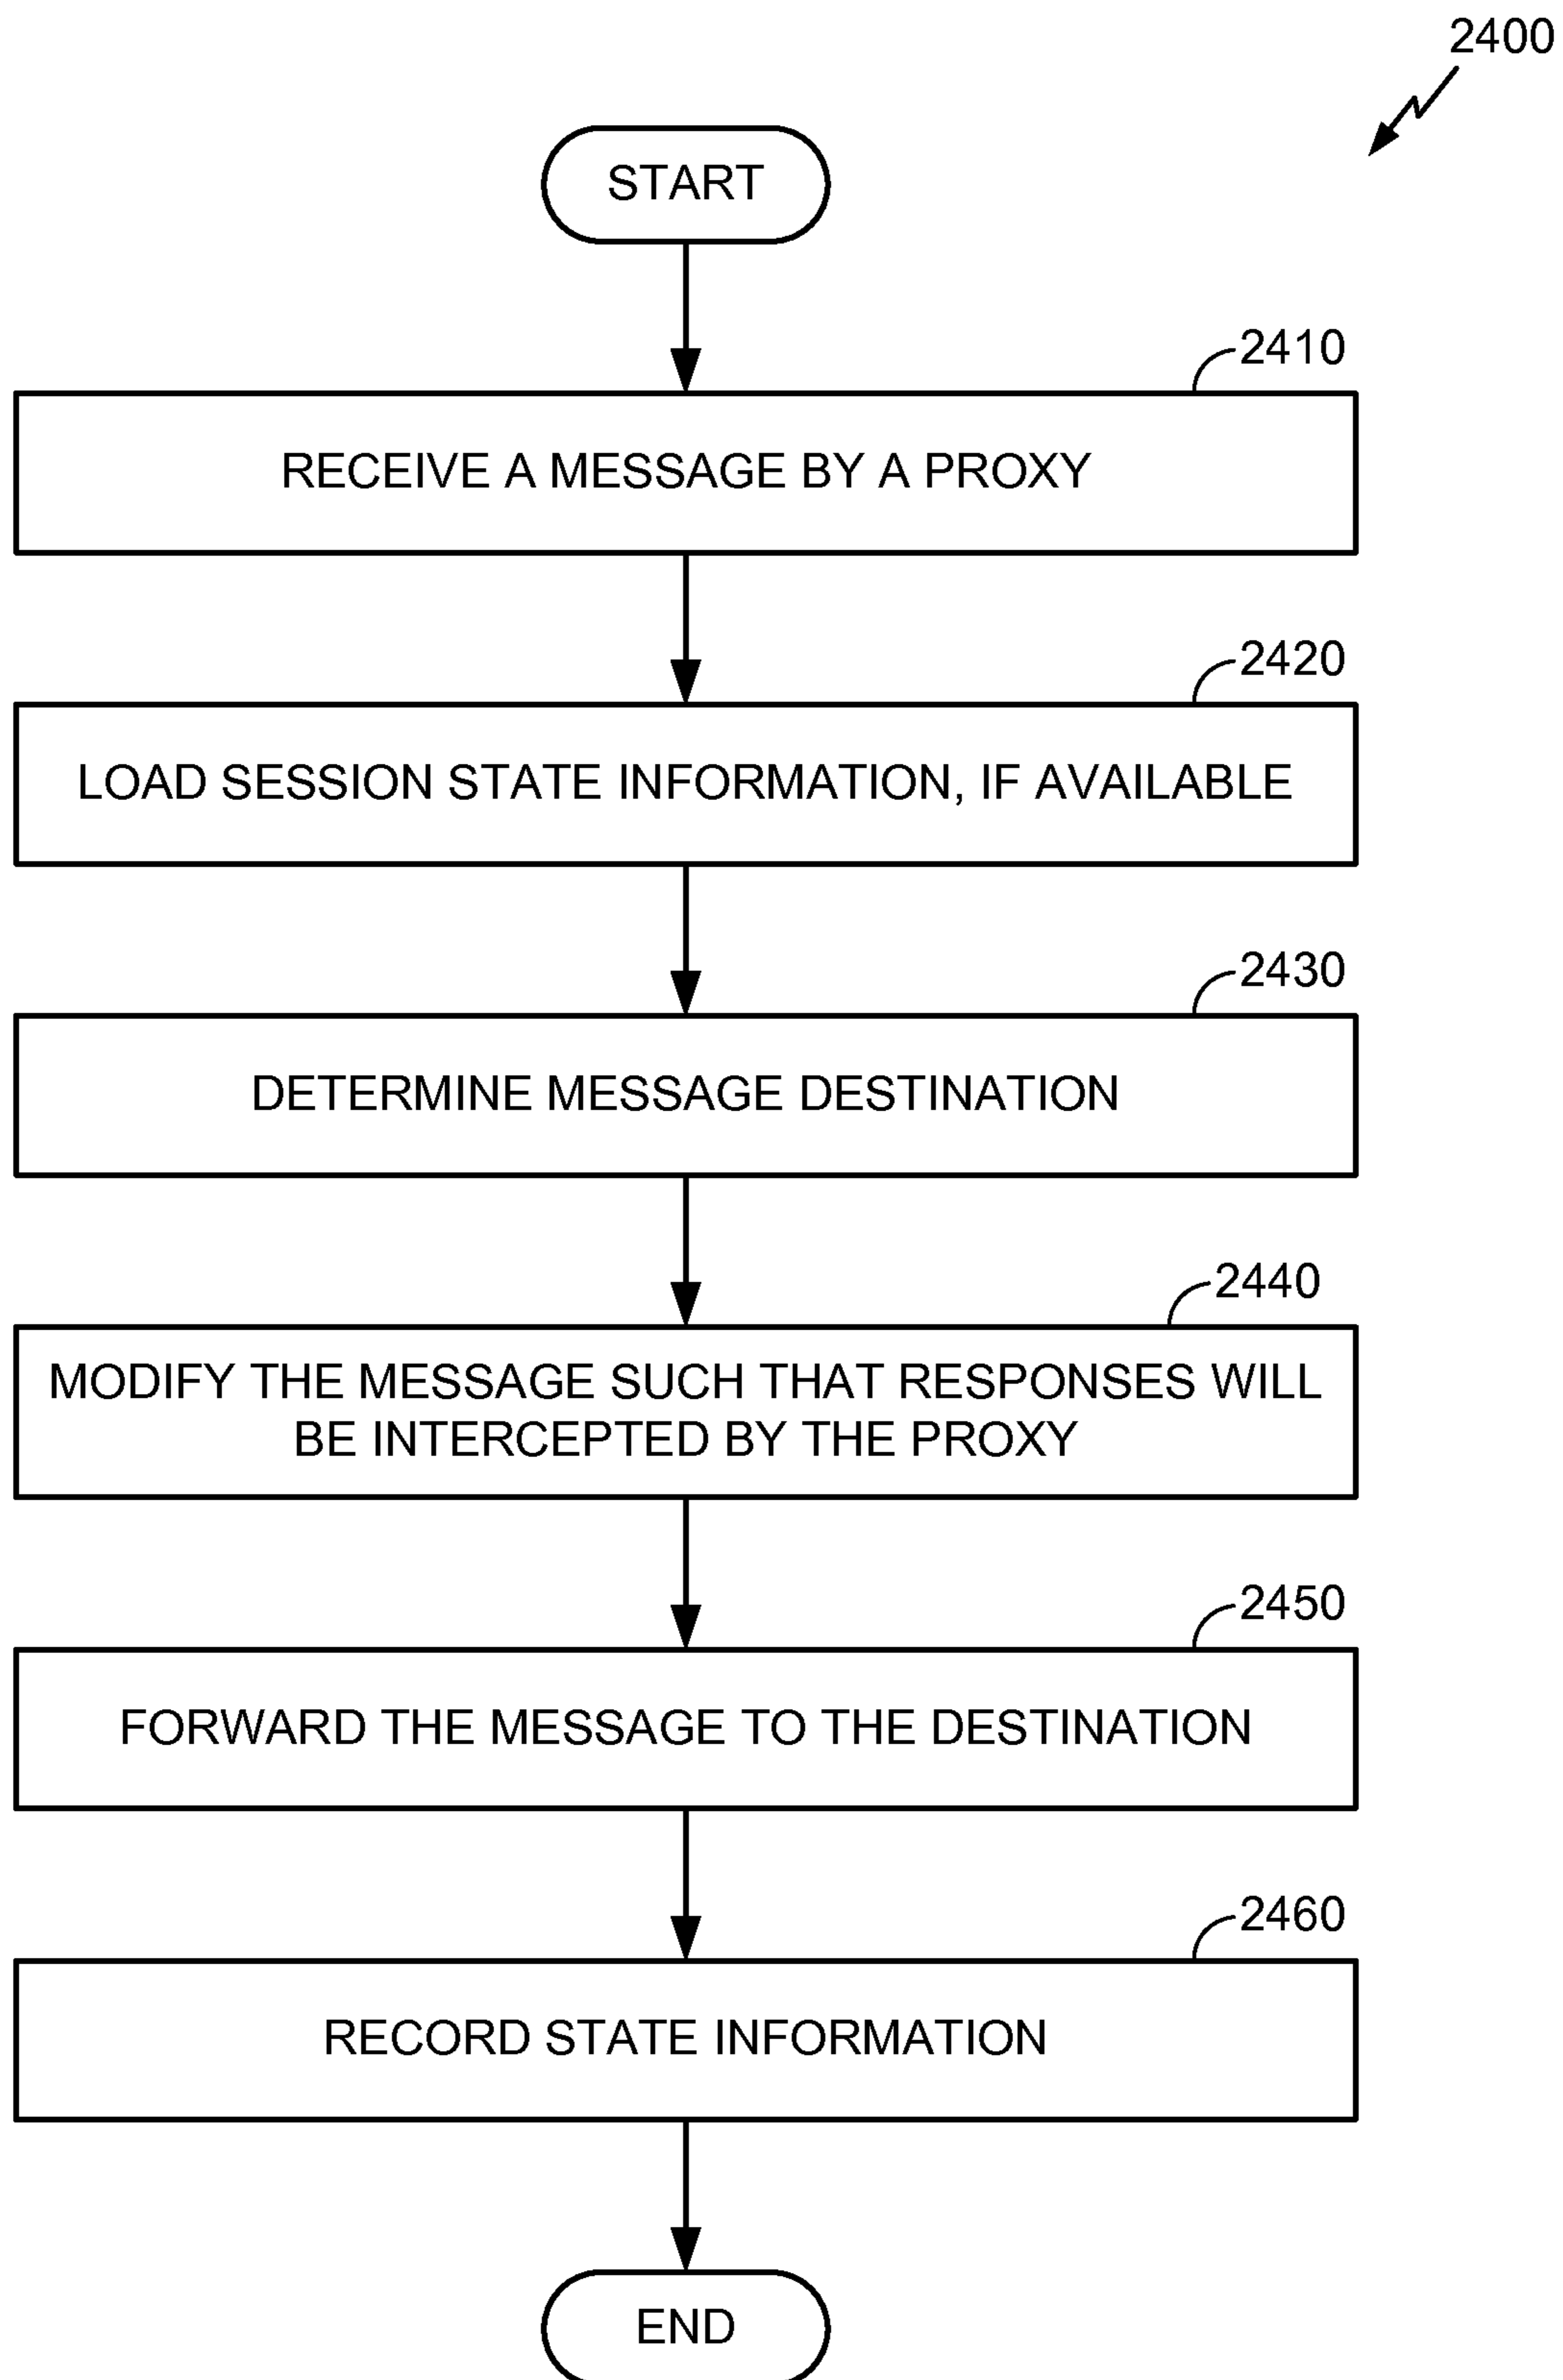 2400
START
2410
RECEIVE A MESSAGE BY A PROXY
2420
LOAD SESSION STATE INFORMATION, IF AVAILABLE
2430
DETERMINE MESSAGE DESTINATION
2440
MODIFY THE MESSAGE SUCH THAT RESPONSES WILL
BE INTERCEPTED BY THE PROXY
2450
FORWARD THE MESSAGE TO THE DESTINATION
2460
RECORD STATE INFORMATION
END